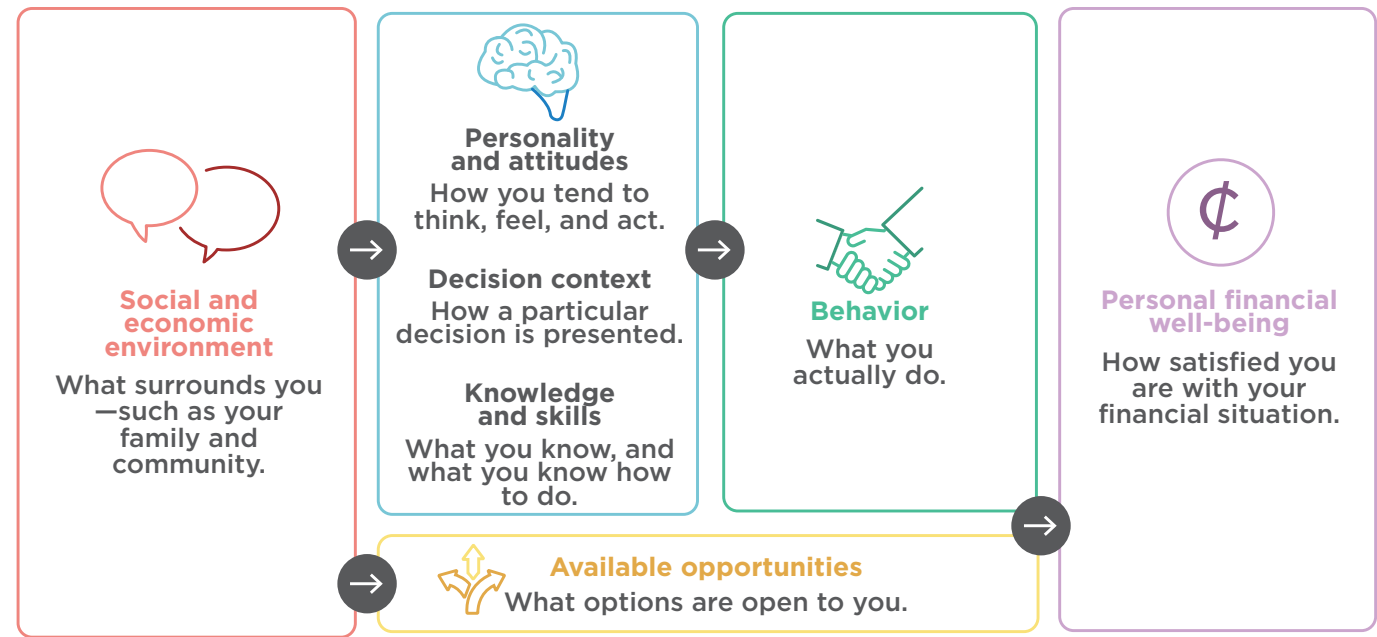 Social and
economic
environment
What surrounds you
—such as your
family and
community.
Personality
and attitudes
How you tend to
think, feel, and act.
Decision context
How a particular
decision is presented.
Knowledge
and skills
What you know, and
what you know how
to do.
Behavior
What you
actually do.
Available opportunities
What options are open to you.
¢
Personal financial
well-being
How satisfied you
are with your
financial situation.